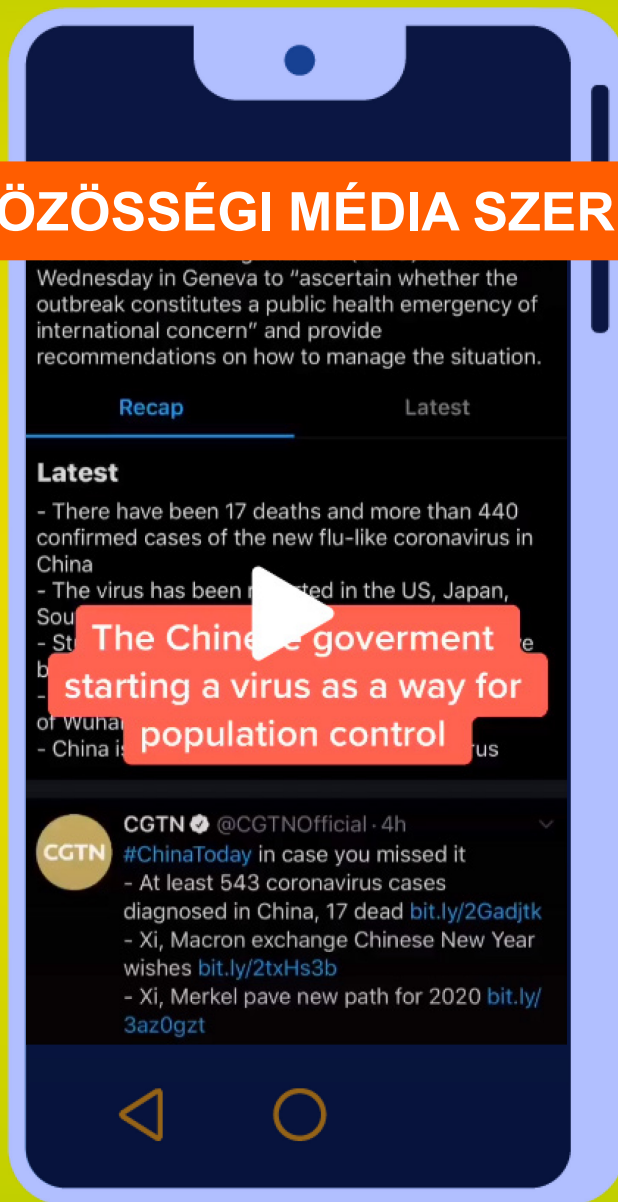 ÖZÖSSÉGI MÉDIA SZER
Wednesday in Geneva to “ascertain whether the
outbreak constitutes a public health emergency of
international concern” and provide
recommendations on how to manage the situation.
Recap Latest
Latest
- There have been 17 deaths and more than 440
confirmed cases of the new flu-like coronavirus in
China
- The virus has been in the US, Japan,
The goverment
starting a virus as a way for
of Wuhan
population control
- China
CGTN @CGTNOfficial · 4h
CGTN
#ChinaToday in case you missed it
- At least 543 coronavirus cases
diagnosed in China, 17 dead bit.ly/2Gadjtk
- Xi, Macron exchange Chinese New Year
wishes bit.ly/2txHs3b
- Xi, Merkel pave new path for 2020 bit.ly/
3az0gzt